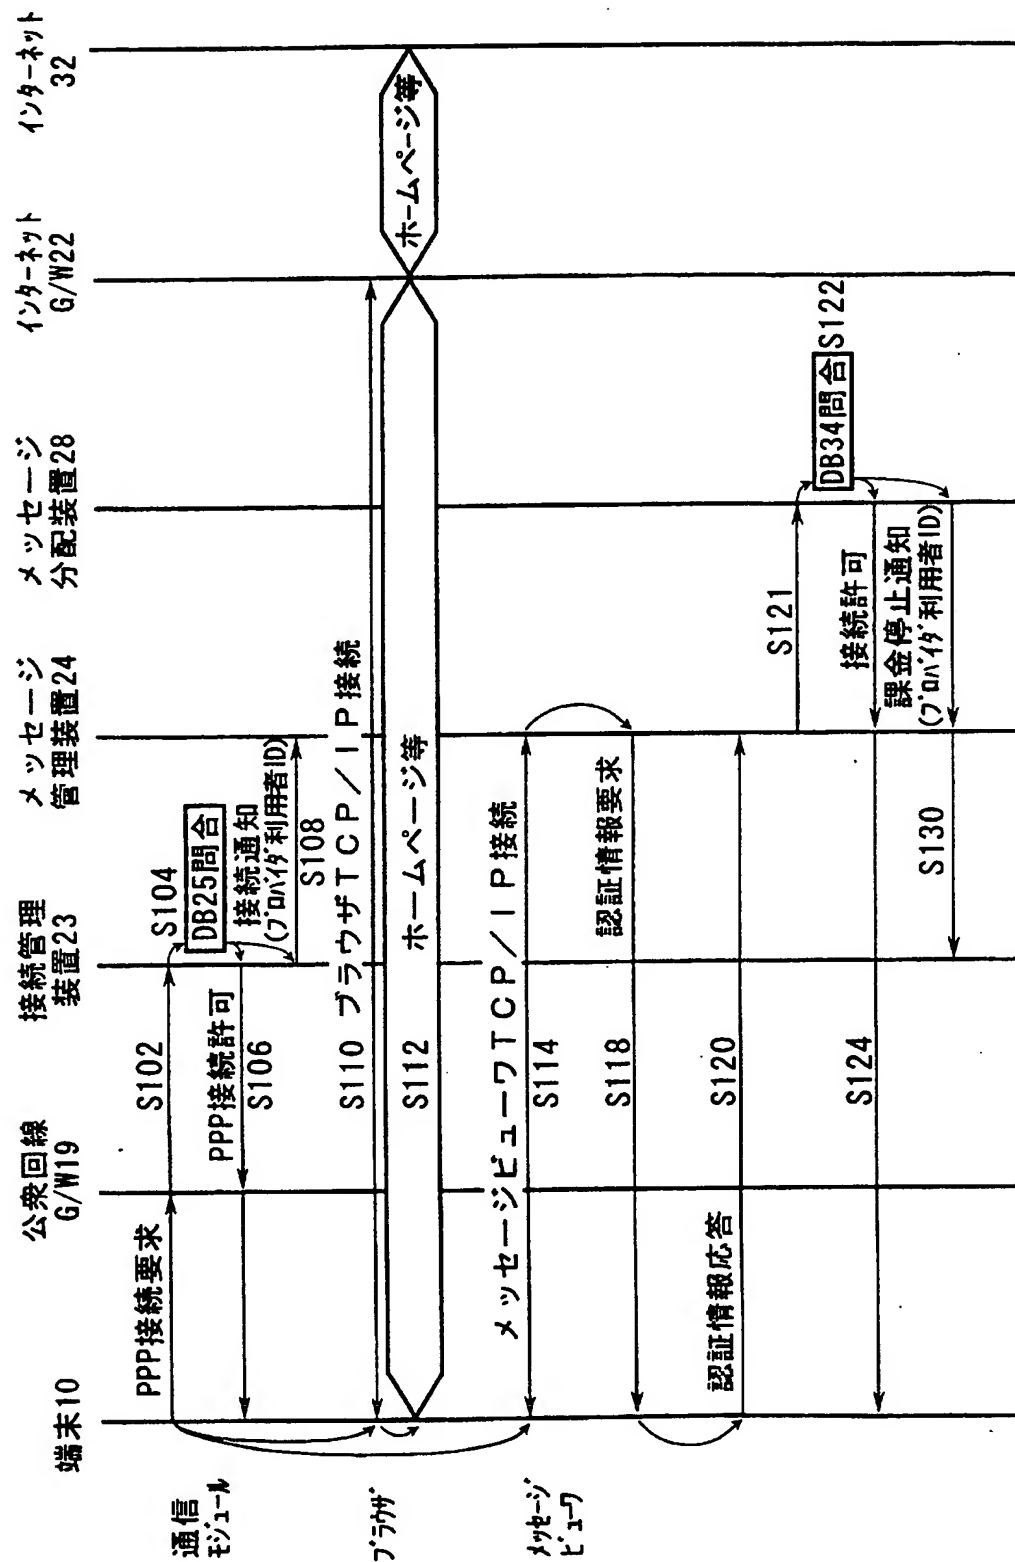 端末10
公衆回線
G/W19
接続管理
装置23
メッセージ
管理装置24
メッセージ
分配装置28
インターネット
G/W22
インターネット
32
通信
モジュール
ブラウザ
メッセージ
ビューワ
PPP接続要求
S102
S104
DB25問合
PPP接続許可
S106
接続通知
(プロバイダ利用者ID)
S108
S110 ブラウザTCP/IP接続
S112
ホームページ等
ホームページ等
メッセージビューワTCP/IP接続
S114
認証情報要求
S118
認証情報応答
S120
S121
DB34問合
S122
接続許可
S124
課金停止通知
(プロバイダ利用者ID)
S130